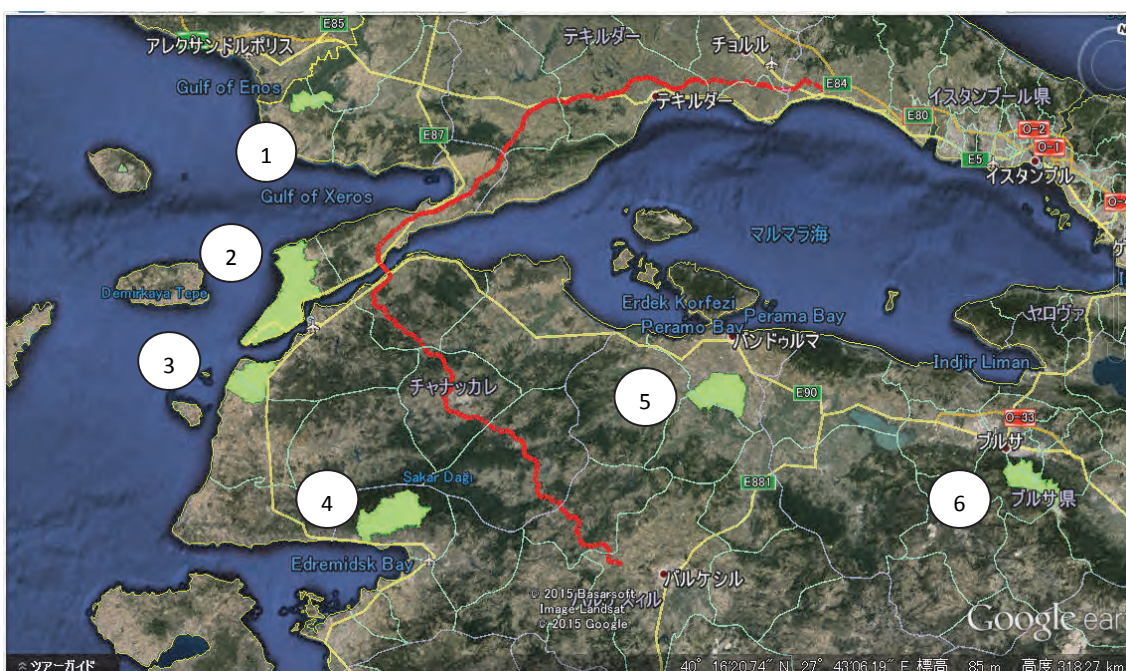 E85
アレクサンドルポリス
テキルダー
チョルル
Gulf of Enos
E84
テキルダー
イスタンブール県
E80
O-2
E87
O-1
E5
イスタンブル
1
Gulf of Xeros
2
マルマラ海
Demirkaya Tepo
Erdek Korfezi
Perama Bay
Peramo Bay
ヤロヴァ
バンドゥルマ
3
Indjir Liman
チャナッカレ
5
E90
O-33
ブルサ
Sakar Dağı
E881
ブルサ県
4
6
Edremidsk Bay
バルケシル
© 2015 Basarsoft
Image Landsat
© 2015 Google
Google ear
ツアーガイド
40° 16'20.74" N 27° 43'06.19" E 標高 85 m 高度 318.27 km